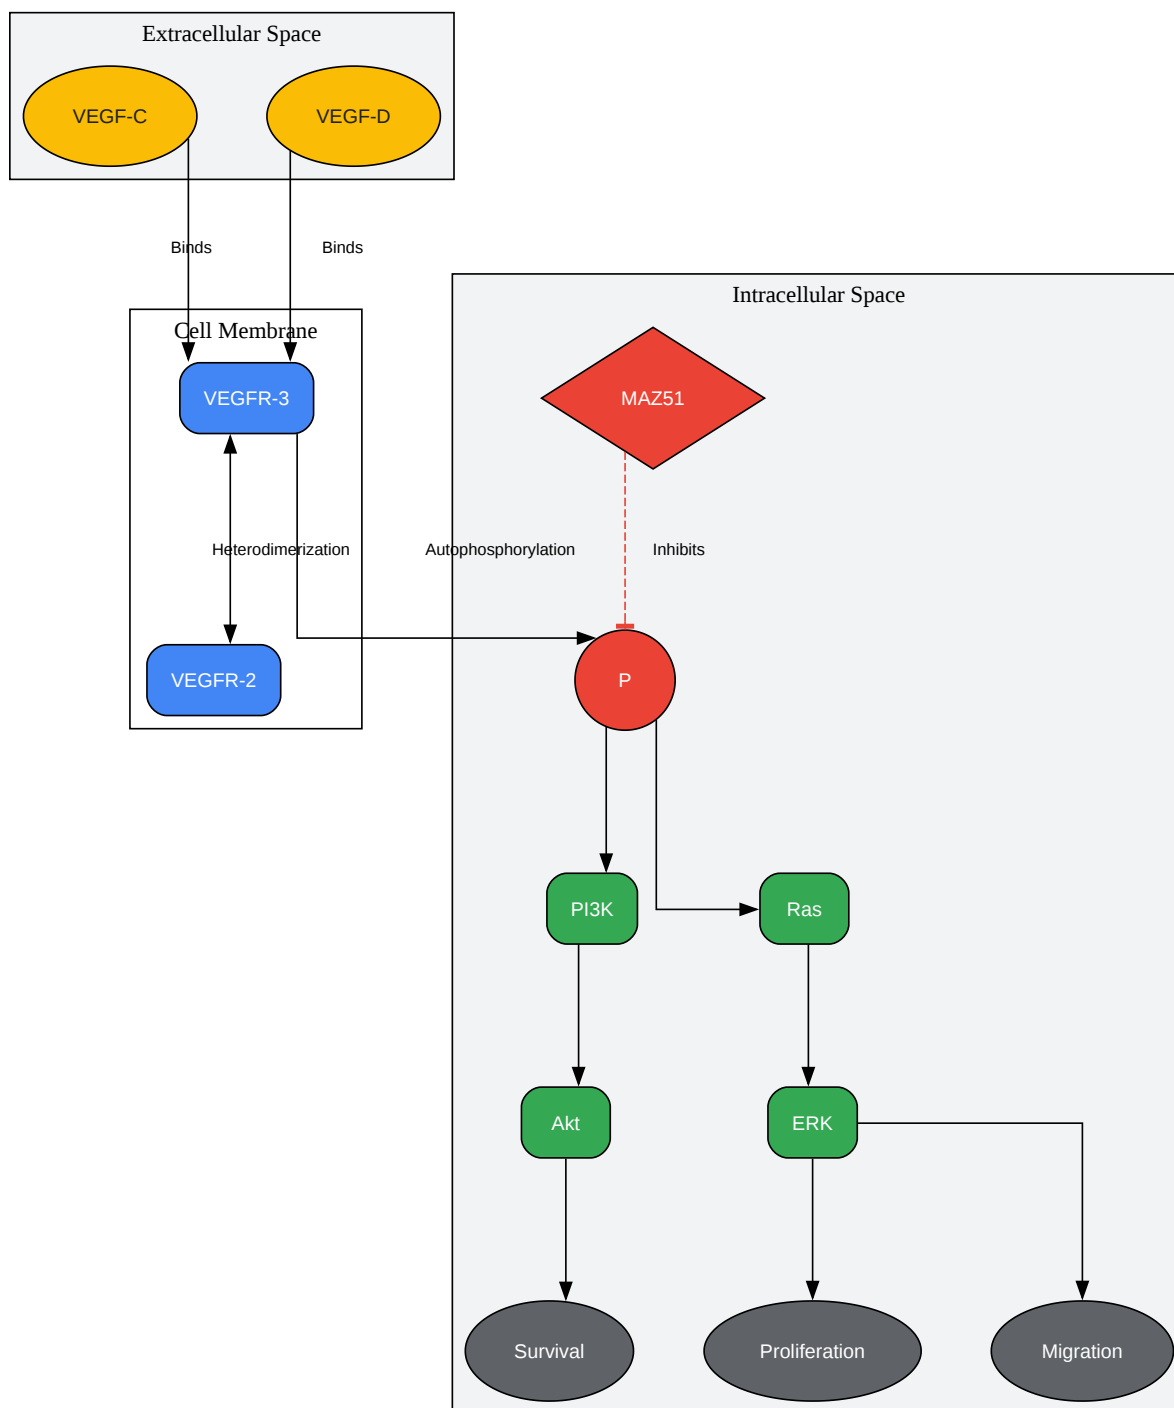 Extracellular Space
VEGF-C
VEGF-D
Binds
Binds
Intracellular Space
Cell Membrane
VEGFR-3
MAZ51
Heterodimerization
Autophosphorylation
Inhibits
VEGFR-2
P
PI3K
Ras
Akt
ERK
Survival
Proliferation
Migration